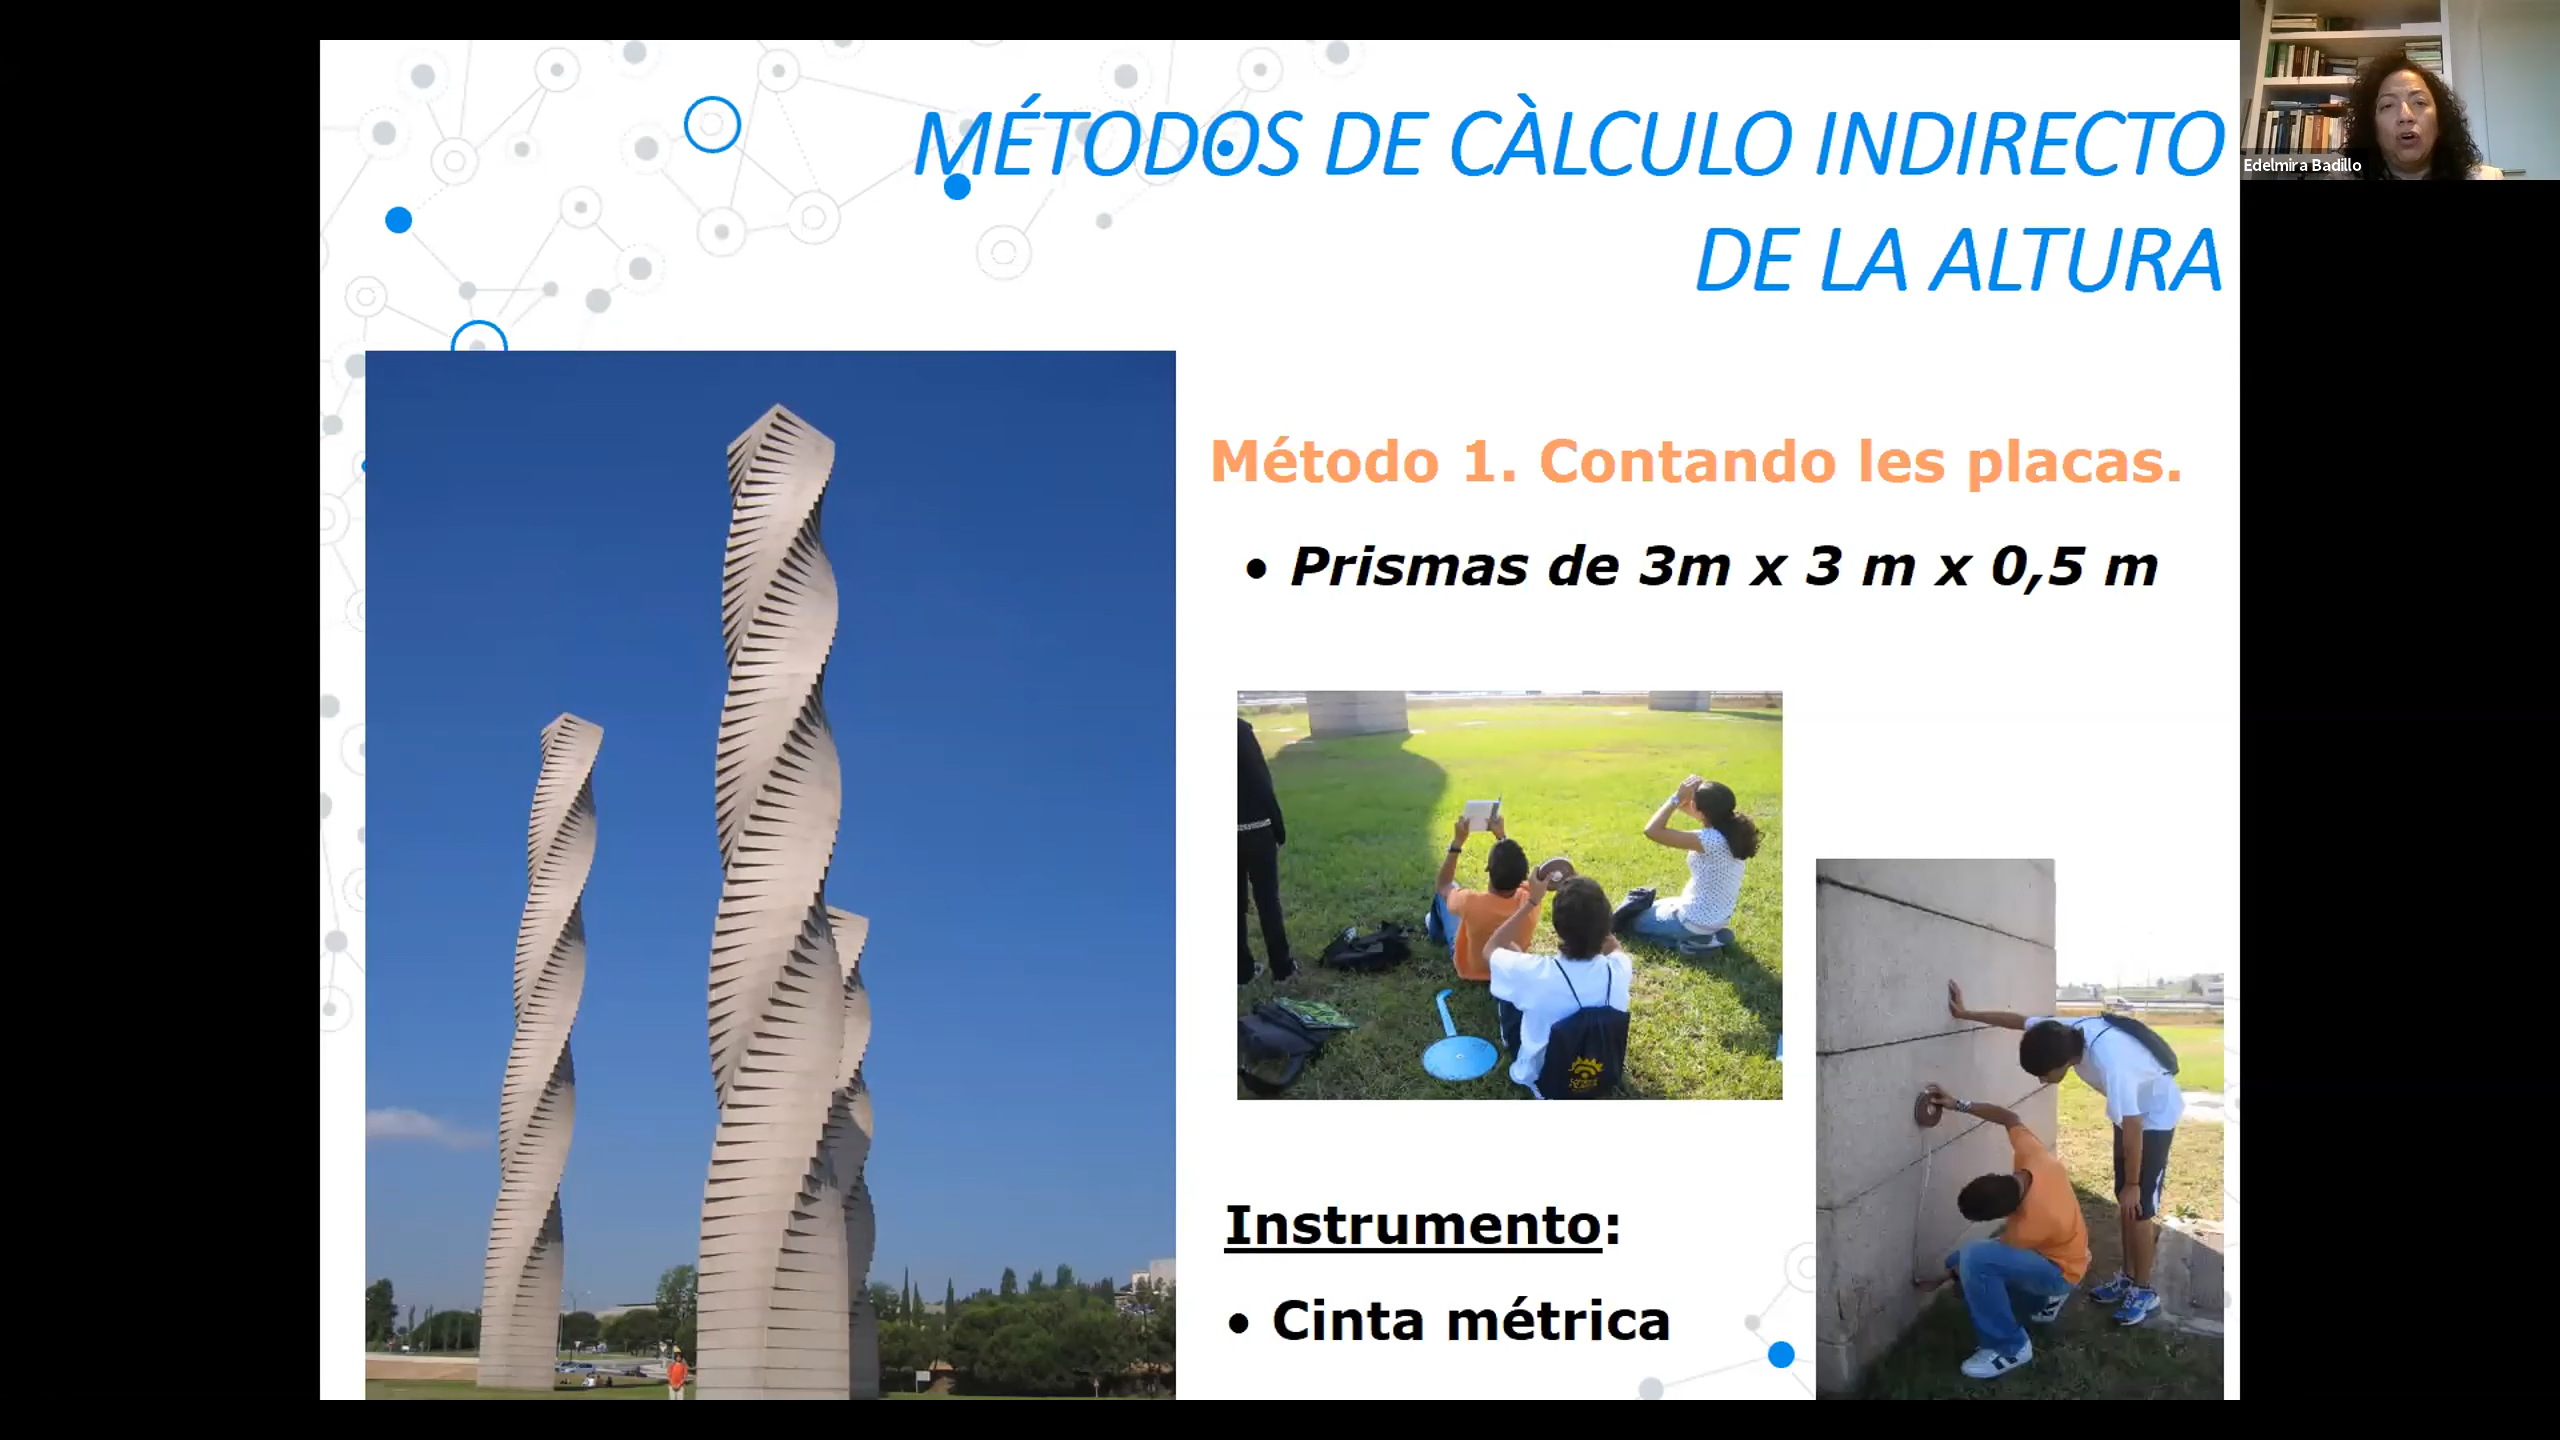 MÉTODOS DE CÀLCULO INDIRECTO
DE LA ALTURA
Edelmira Badillo
Método 1. Contando les placas.
• Prismas de 3m x 3 m x 0,5 m
Instrumento:
• Cinta métrica